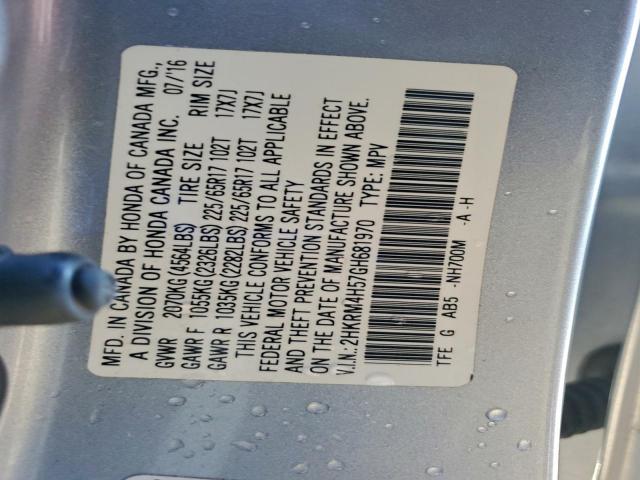 MFD. IN CANADA BY HONDA OF CANADA MFG.,
A DIVISION OF HONDA CANADA INC. 07/16
GVWR 2070KG(4564LBS) TIRE SIZE RIM SIZE
GAWR F 1055KG(2326LBS) 225/65R17 102T 17X7J
GAWR R 1035KG(2282LBS) 225/65R17 102T 17X7J
THIS VEHICLE CONFORMS TO ALL APPLICABLE
FEDERAL MOTOR VEHICLE SAFETY
AND THEFT PREVENTION STANDARDS IN EFFECT
ON THE DATE OF MANUFACTURE SHOWN ABOVE.
V.I.N.:2HKRM4H57GH681970 TYPE: MPV
TFE G AB5 -NH700M -A -H